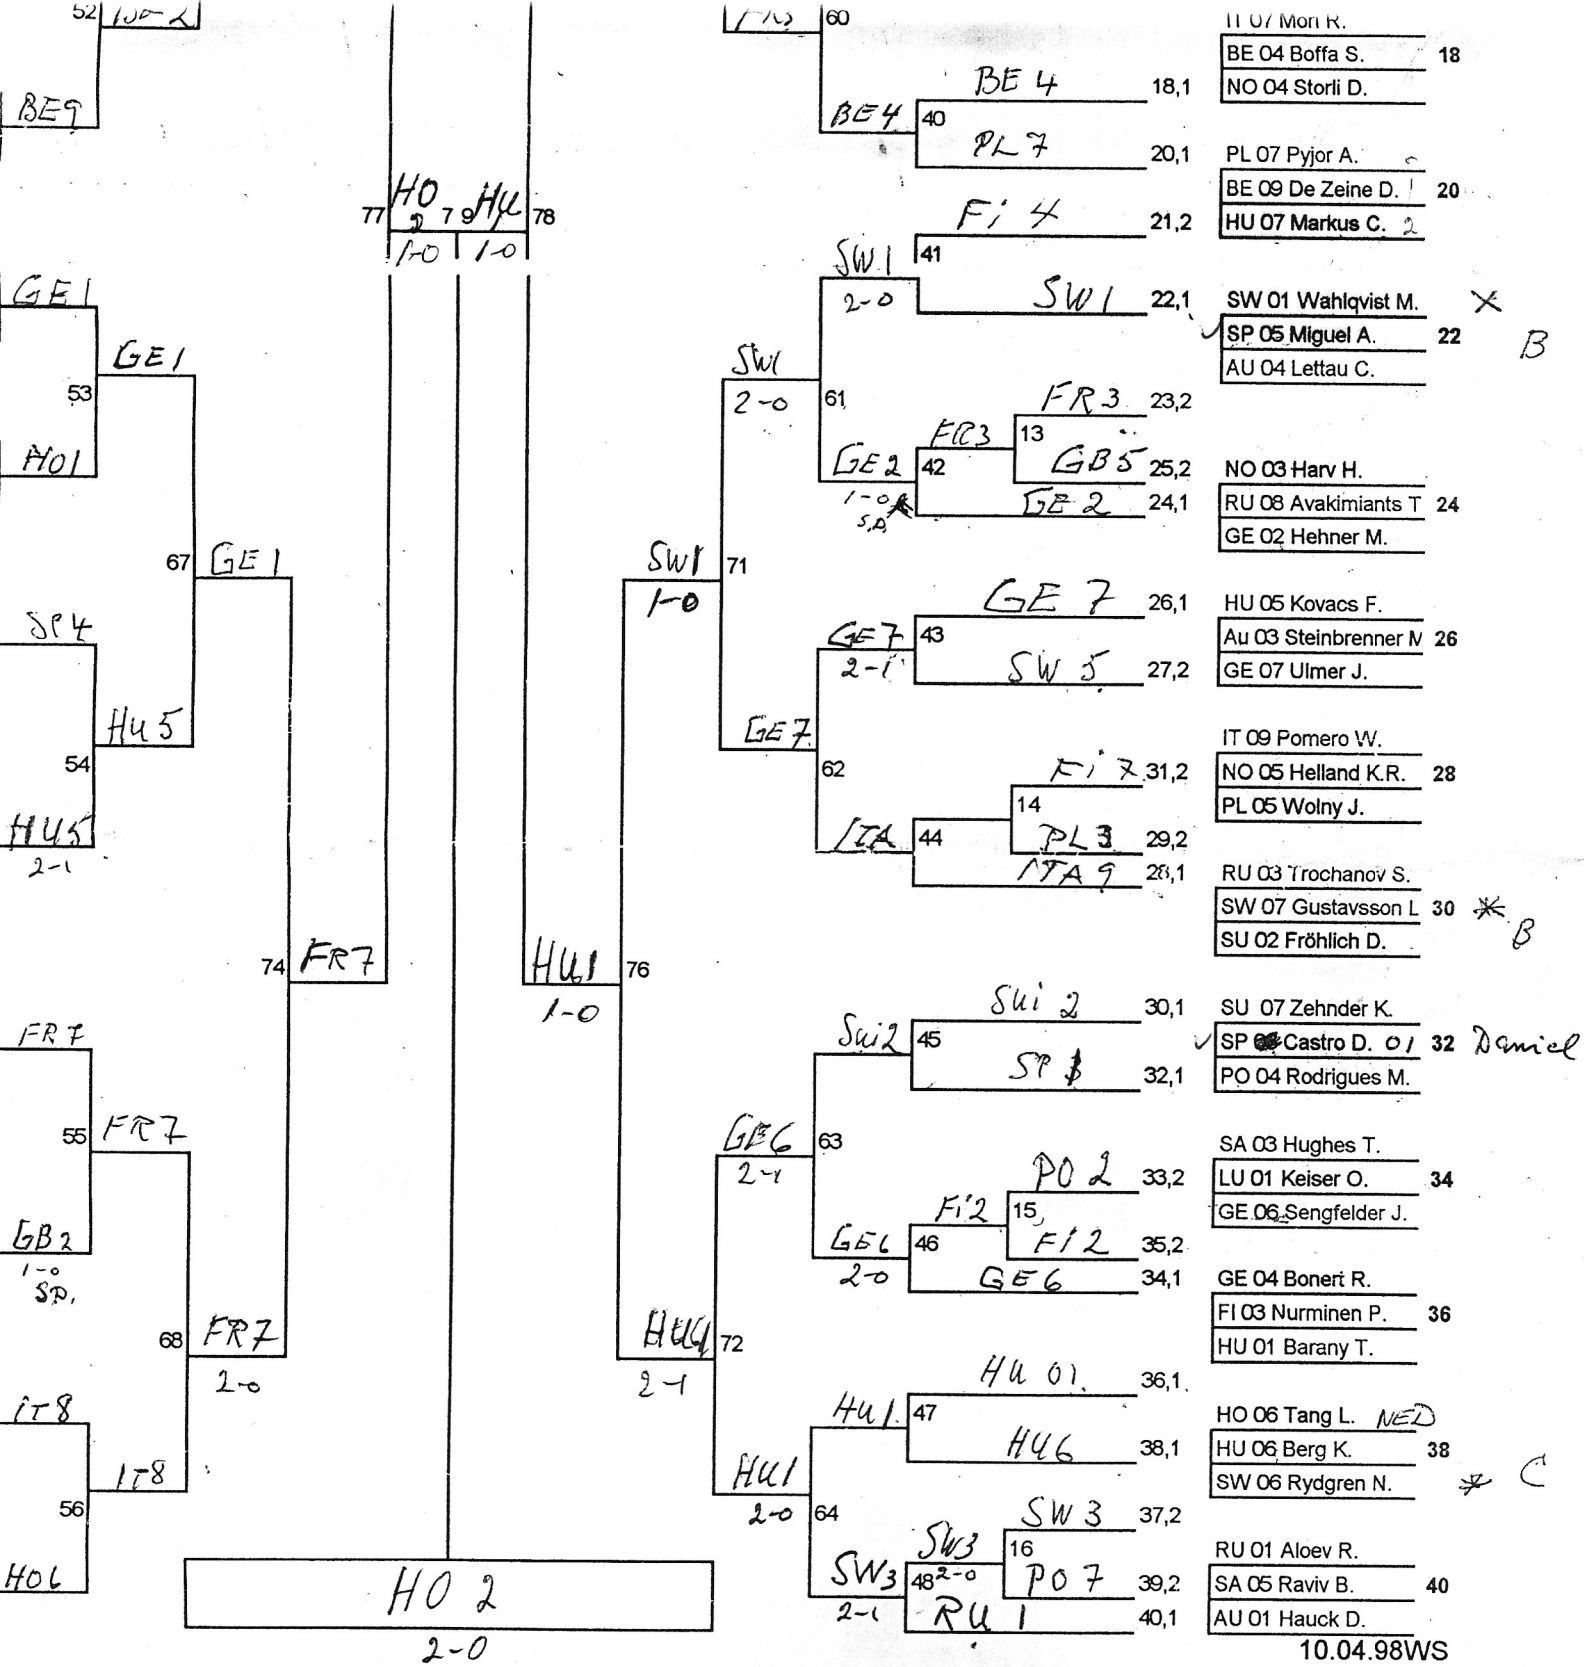 52
BE9
GE1
GE1
53
HO1
67
GE1
SP4
Hu 5
54
HU5
2-1
74
FR7
FR 7
55
FR7
GB2
1-0
SD.
68
FR7
2-0
IT8
IT8
56
HO6
77
HO
2
7 9
Hu
1
78
1-0
1-0
HO 2
2-0
60
BE4
40
BE 4
18,1
PL 7
20,1
Fi 4
21,2
SW1
41
2-0
SW1
22,1
SW1
2-0
61
FR3
23,2
FR3
13
GE2
42
GB5
25,2
1-0
S.D.
GE 2
24,1
SW1
71
1-0
GE 7
26,1
GE7
43
2-1
SW 5
27,2
GE7
62
Fi 7
31,2
14
ITA
44
PL 3
29,2
ITA 9
28,1
HU1
76
1-0
Sui 2
30,1
Sui2
45
SP 1
32,1
GE6
63
2-1
PO 2
33,2
Fi2
15
GE6
46
Fi 2
35,2
2-0
GE6
34,1
HU1
72
2-1
HU 01
36,1
HU1
47
HU6
38,1
HU1
2-0
64
SW 3
37,2
SW3
16
SW3
48
2-0
PO 7
39,2
2-1
RU 1
40,1
IT 07 Mori R.
BE 04 Boffa S. 18
NO 04 Storli D.
PL 07 Pyjor A.
BE 09 De Zeine D. 1 20
HU 07 Markus C. 2
SW 01 Wahlqvist M. X
SP 05 Miguel A. 22 B
AU 04 Lettau C.
NO 03 Harv H.
RU 08 Avakimiants T 24
GE 02 Hehner M.
HU 05 Kovacs F.
Au 03 Steinbrenner M 26
GE 07 Ulmer J.
IT 09 Pomero W.
NO 05 Helland K.R. 28
PL 05 Wolny J.
RU 03 Trochanov S.
SW 07 Gustavsson L 30 B
SU 02 Fröhlich D.
SU 07 Zehnder K.
SP Castro D. 01 32 Daniel
PO 04 Rodrigues M.
SA 03 Hughes T.
LU 01 Keiser O. 34
GE 06 Sengfelder J.
GE 04 Bonert R.
FI 03 Nurminen P. 36
HU 01 Barany T.
HO 06 Tang L. NED
HU 06 Berg K. 38
SW 06 Rydgren N. C
RU 01 Aloev R.
SA 05 Raviv B. 40
AU 01 Hauck D.
10.04.98WS